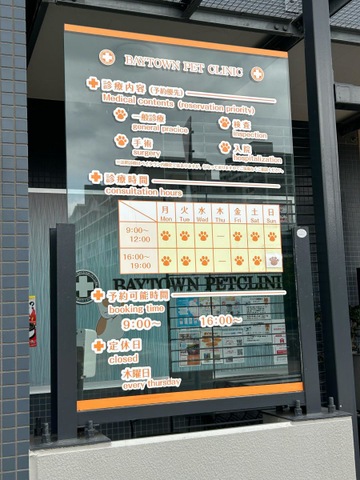 BAYTOWN PET CLINIC
診療内容(予約優先)
Medical contents (reservation priority)
一般診療
general pracice
検査
inspection
手術
surgery
入院
hospitalization
診療時間
consultation hours
月 火 水 木 金 土 日
Mon Tue Wed Thu Fri Sat Sun
9:00~
12:00
16:00~
19:00
BAYTOWN PETCLINIC
予約可能時間
booking time
9:00~ 16:00~
定休日
closed
木曜日
every thursday